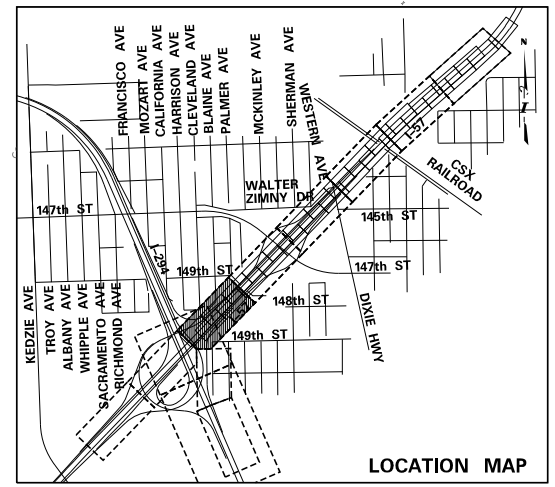 FRANCISCO AVE
MOZART AVE
CALIFORNIA AVE
HARRISON AVE
CLEVELAND AVE
BLAINE AVE
PALMER AVE
MCKINLEY AVE
SHERMAN AVE
WESTERN AVE
N
I-57
CSX
RAILROAD
WALTER
ZIMNY DR
147th ST
145th ST
I-294
149th ST
147th ST
148th ST
149th ST
KEDZIE AVE
TROY AVE
ALBANY AVE
WHIPPLE AVE
SACRAMENTO AVE
RICHMOND AVE
DIXIE HWY
LOCATION MAP